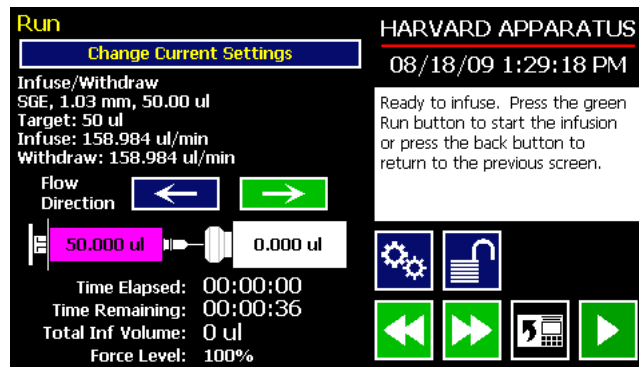 Run
Change Current Settings
Infuse/Withdraw
SGE, 1.03 mm, 50.00 ul
Target: 50 ul
Infuse: 158.984 ul/min
Withdraw: 158.984 ul/min
Flow
Direction
50.000 ul
0.000 ul
Time Elapsed: 00:00:00
Time Remaining: 00:00:36
Total Inf Volume: 0 ul
Force Level: 100%
HARVARD APPARATUS
08/18/09 1:29:18 PM
Ready to infuse. Press the green
Run button to start the infusion
or press the back button to
return to the previous screen.